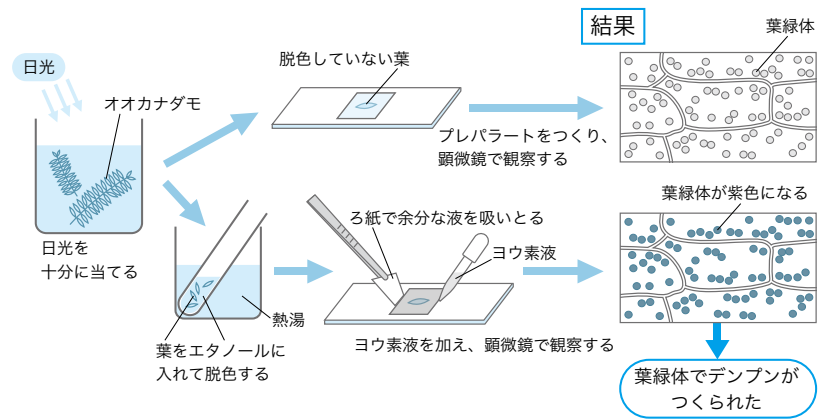 結果
葉緑体
日光
脱色していない葉
オオカナダモ
プレパラートをつくり、
顕微鏡で観察する
日光を
十分に当てる
葉緑体が紫色になる
ろ紙で余分な液を吸いとる
ヨウ素液
熱湯
葉をエタノールに
入れて脱色する
ヨウ素液を加え、顕微鏡で観察する
葉緑体でデンプンが
つくられた